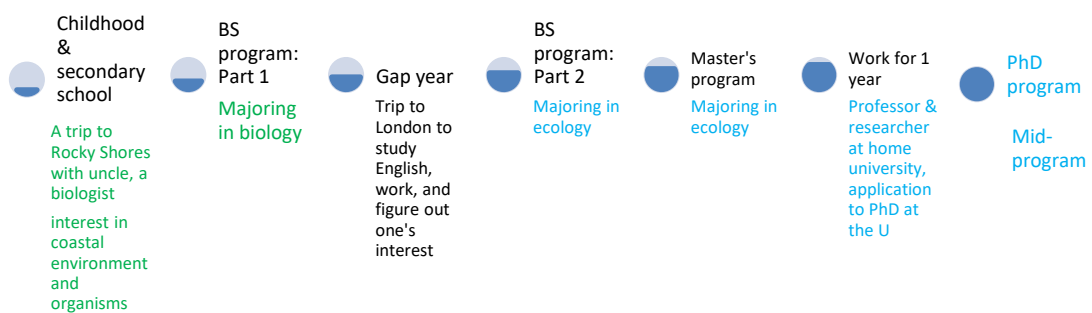 Childhood
&
secondary
school
A trip to
Rocky Shores
with uncle, a
biologist
interest in
coastal
environment
and
organisms
BS
program:
Part 1
Majoring
in biology
Gap year
Trip to
London to
study
English,
work, and
figure out
one's
interest
BS
program:
Part 2
Majoring in
ecology
Master's
program
Majoring in
ecology
Work for 1
year
Professor &
researcher
at home
university,
application
to PhD at
the U
PhD
program
Mid-
program